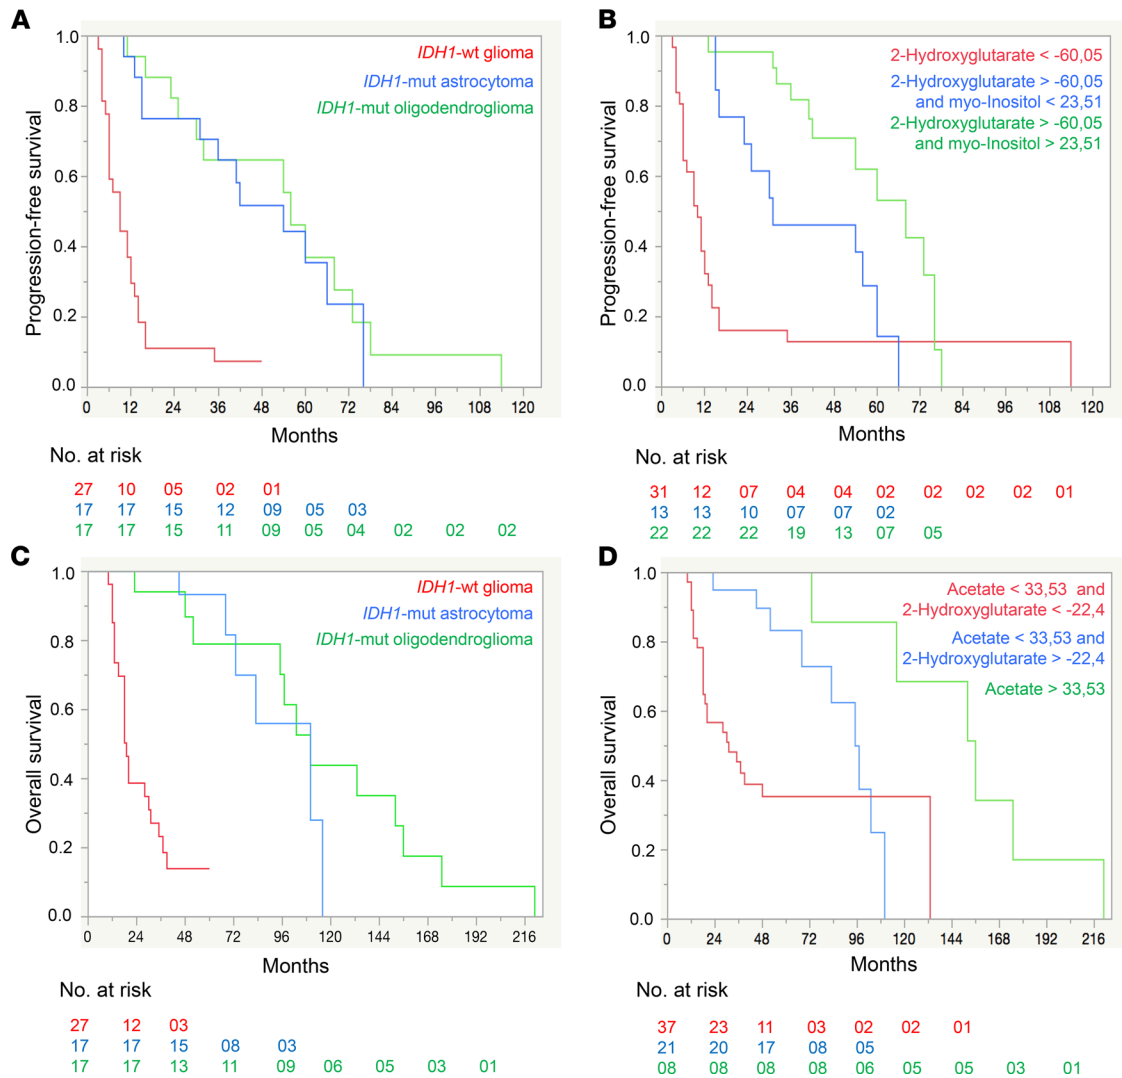 A
1.0
0.8
0.6
0.4
0.2
0.0
Progression-free survival
IDH1-wt glioma
IDH1-mut astrocytoma
IDH1-mut oligodendroglioma
0 12 24 36 48 60 72 84 96 108 120
Months
No. at risk
27 10 05 02 01
17 17 15 12 09 05 03
17 17 15 11 09 05 04 02 02 02
B
1.0
0.8
0.6
0.4
0.2
0.0
Progression-free survival
2-Hydroxyglutarate < -60,05
2-Hydroxyglutarate > -60,05
and myo-Inositol < 23,51
2-Hydroxyglutarate > -60,05
and myo-Inositol > 23,51
0 12 24 36 48 60 72 84 96 108 120
Months
No. at risk
31 12 07 04 04 02 02 02 02 01
13 13 10 07 07 02
22 22 22 19 13 07 05
C
1.0
0.8
0.6
0.4
0.2
0.0
Overall survival
IDH1-wt glioma
IDH1-mut astrocytoma
IDH1-mut oligodendroglioma
0 24 48 72 96 120 144 168 192 216
Months
No. at risk
27 12 03
17 17 15 08 03
17 17 13 11 09 06 05 03 01
D
1.0
0.8
0.6
0.4
0.2
0.0
Overall survival
Acetate < 33,53 and
2-Hydroxyglutarate < -22,4
Acetate < 33,53 and
2-Hydroxyglutarate > -22,4
Acetate > 33,53
0 24 48 72 96 120 144 168 192 216
Months
No. at risk
37 23 11 03 02 02 01
21 20 17 08 05
08 08 08 08 06 05 05 03 01